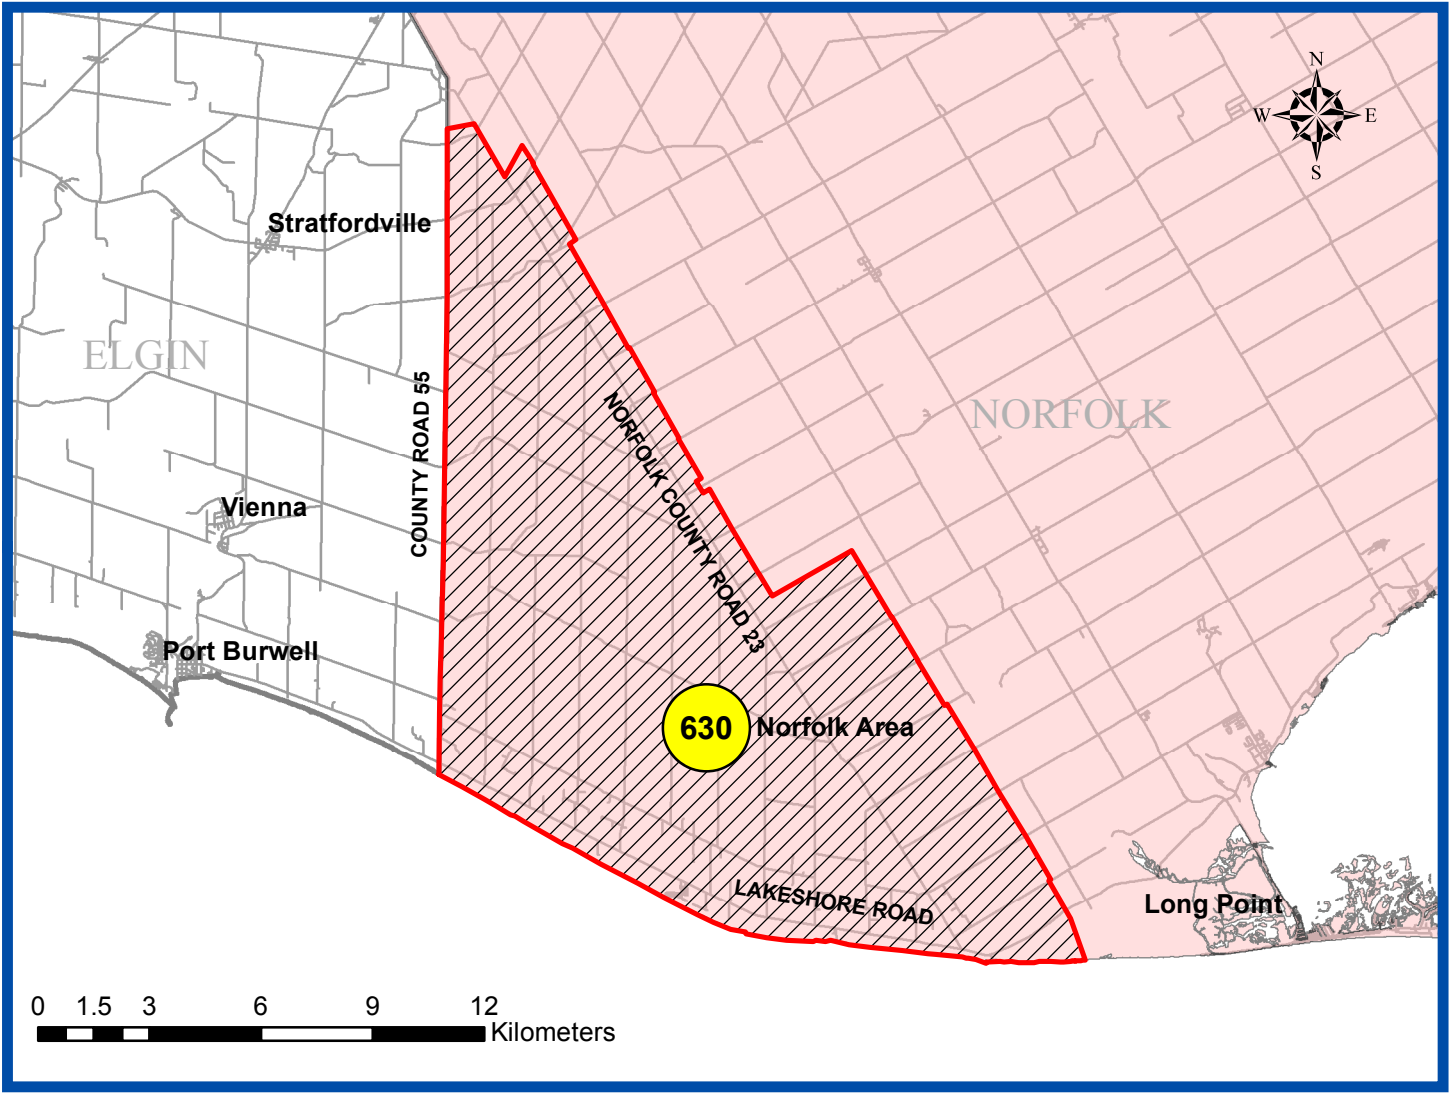 N
W E
S
Stratfordville
ELGIN
COUNTY ROAD 55
NORFOLK COUNTY ROAD 23
NORFOLK
Vienna
Port Burwell
630 Norfolk Area
LAKESHORE ROAD
Long Point
0 1.5 3 6 9 12
Kilometers